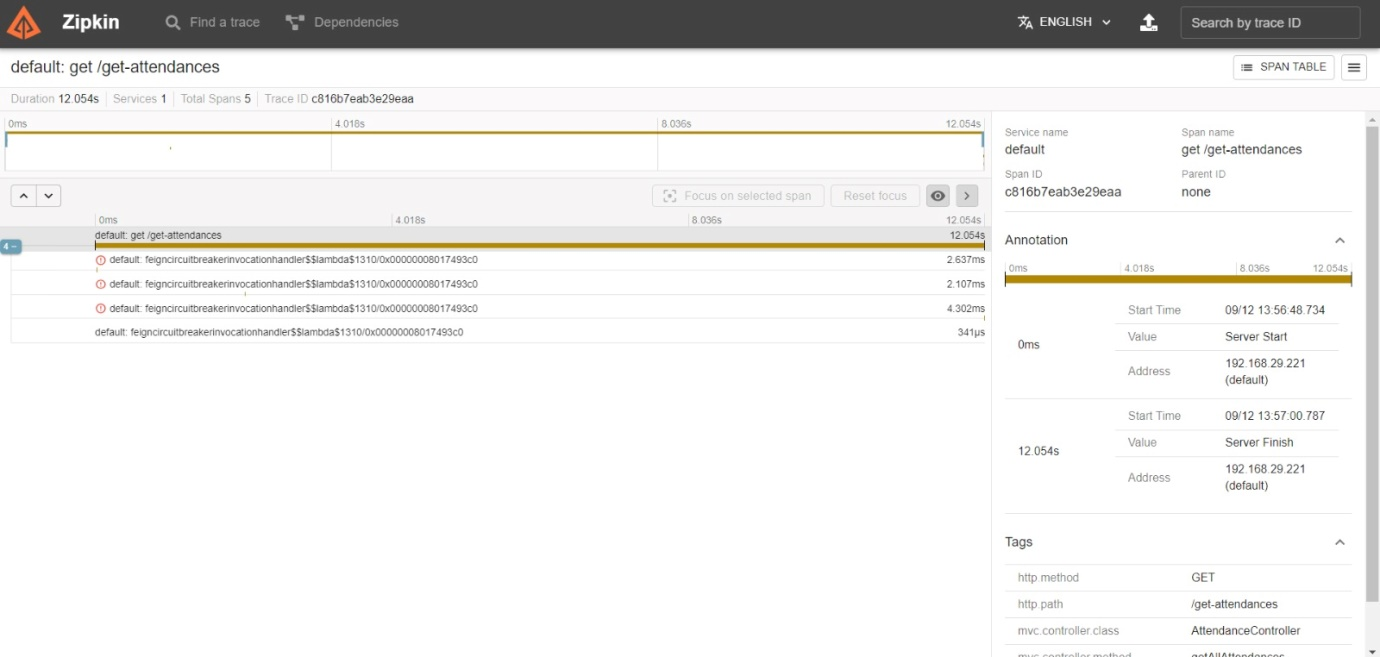 Zipkin Find a trace Dependencies ENGLISH Search by trace ID
default: get /get-attendances SPAN TABLE
Duration 12.054s Services 1 Total Spans 5 Trace ID c816b7eab3e29eaa
0ms 4.018s 8.036s 12.054s
Focus on selected span Reset focus
0ms 4.018s 8.036s 12.054s
default: get /get-attendances 12.054s
4 −
default: feigncircuitbreakerinvocationhandler$$lambda$1310/0x00000008017493c0 2.637ms
default: feigncircuitbreakerinvocationhandler$$lambda$1310/0x00000008017493c0 2.107ms
default: feigncircuitbreakerinvocationhandler$$lambda$1310/0x00000008017493c0 4.302ms
default: feigncircuitbreakerinvocationhandler$$lambda$1310/0x00000008017493c0 341μs
Service name Span name
default get /get-attendances
Span ID Parent ID
c816b7eab3e29eaa none
Annotation
0ms 4.018s 8.036s 12.054s
Start Time 09/12 13:56:48.734
0ms
Value Server Start
Address 192.168.29.221
(default)
Start Time 09/12 13:57:00.787
12.054s
Value Server Finish
Address 192.168.29.221
(default)
Tags
http.method GET
http.path /get-attendances
mvc.controller.class AttendanceController
mvc.controller.method getAllAttendances